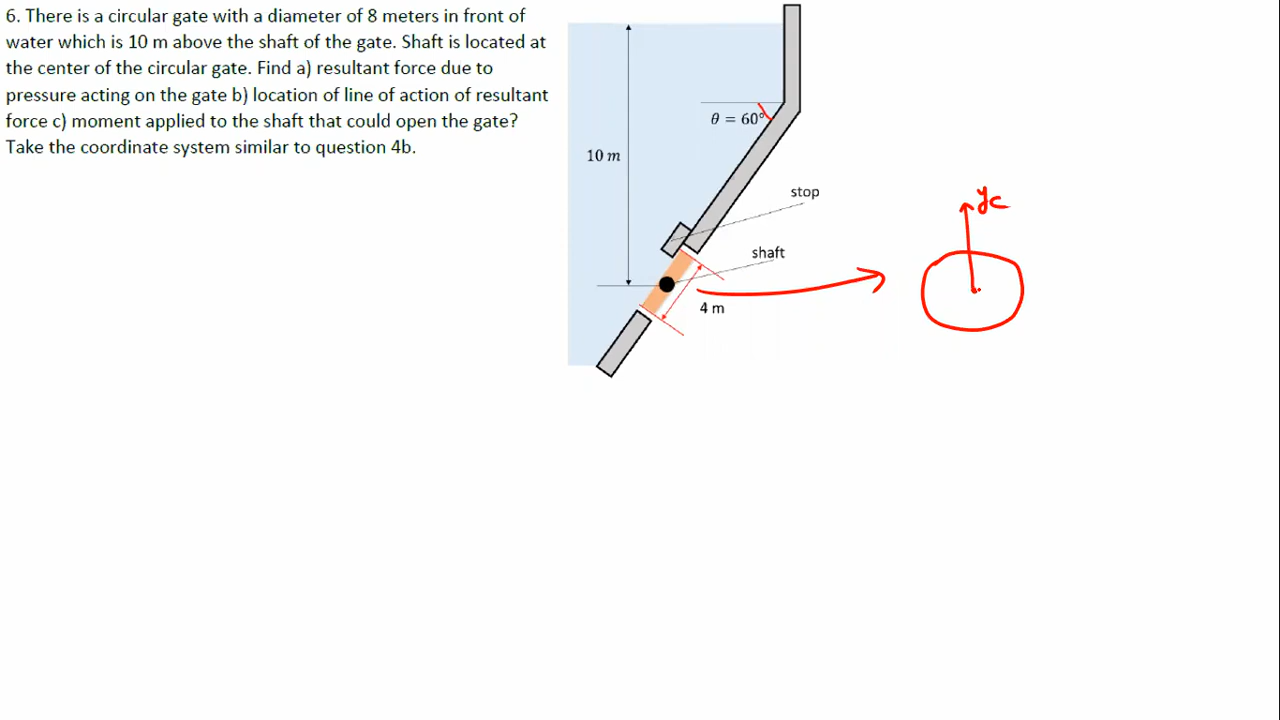 6. There is a circular gate with a diameter of 8 meters in front of
water which is 10 m above the shaft of the gate. Shaft is located at
the center of the circular gate. Find a) resultant force due to
pressure acting on the gate b) location of line of action of resultant
force c) moment applied to the shaft that could open the gate?
Take the coordinate system similar to question 4b.
θ = 60°
10 m
stop
yc
shaft
4 m